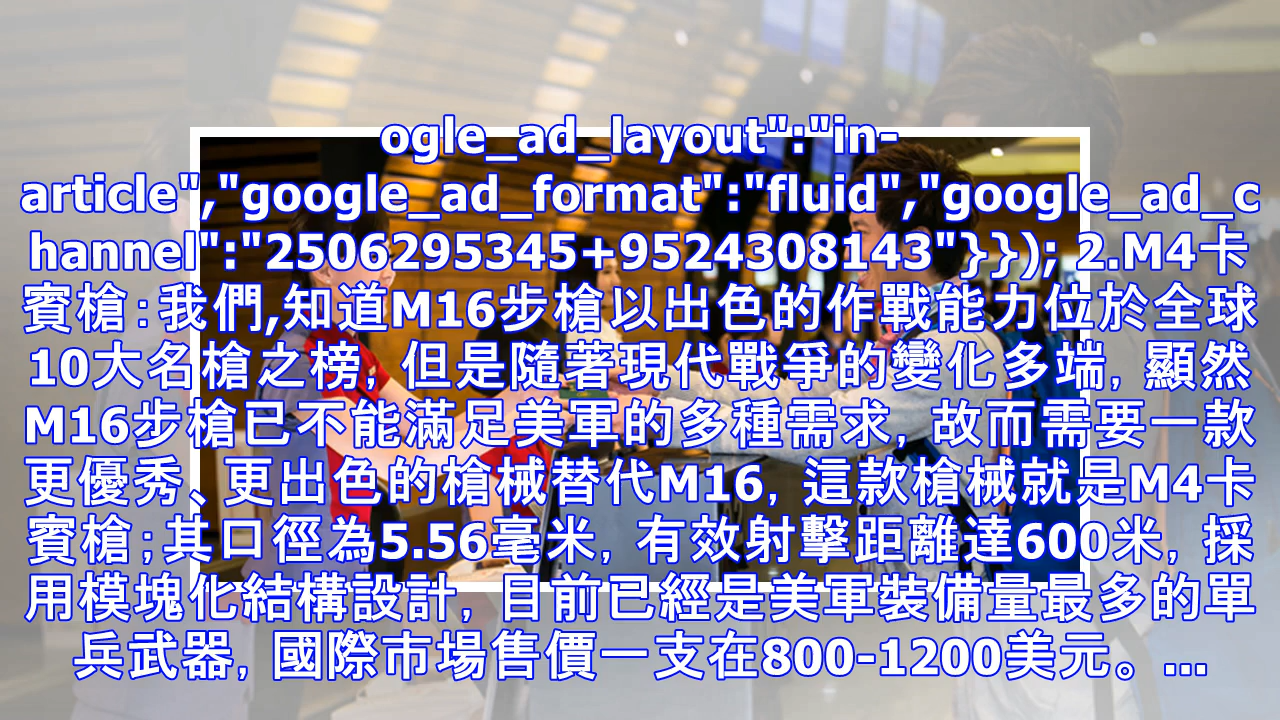 ogle_ad_layout":"in-
article","google_ad_format":"fluid","google_ad_c
hannel":"2506295345+9524308143"}}); 2.M4卡
賓槍:我們,知道M16步槍以出色的作戰能力位於全球
10大名槍之榜, 但是隨著現代戰爭的變化多端, 顯然
M16步槍已不能滿足美軍的多種需求, 故而需要一款
更優秀、更出色的槍械替代M16, 這款槍械就是M4卡
賓槍;其口徑為5.56毫米, 有效射擊距離達600米, 採
用模塊化結構設計, 目前已經是美軍裝備量最多的單
兵武器, 國際市場售價一支在800-1200美元。...